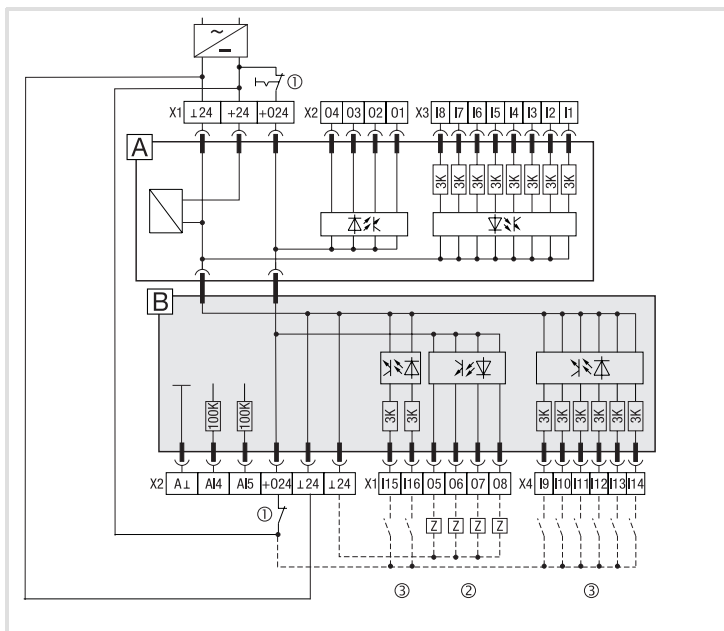 ①
X1 ⊥24 +24 +024 X2 04 03 02 01 X3 I8 I7 I6 I5 I4 I3 I2 I1
A
3K 3K 3K 3K 3K 3K 3K 3K
B
100K 100K 3K 3K 3K 3K 3K 3K 3K 3K
X2 A⊥ AI4 AI5 +024 ⊥24 ⊥24 X1 I15 I16 05 06 07 08 X4 I9 I10 I11 I12 I13 I14
①
Z Z Z Z
③ ② ③